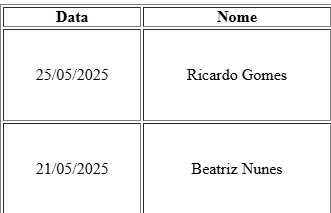 Data Nome
25/05/2025 Ricardo Gomes
21/05/2025 Beatriz Nunes